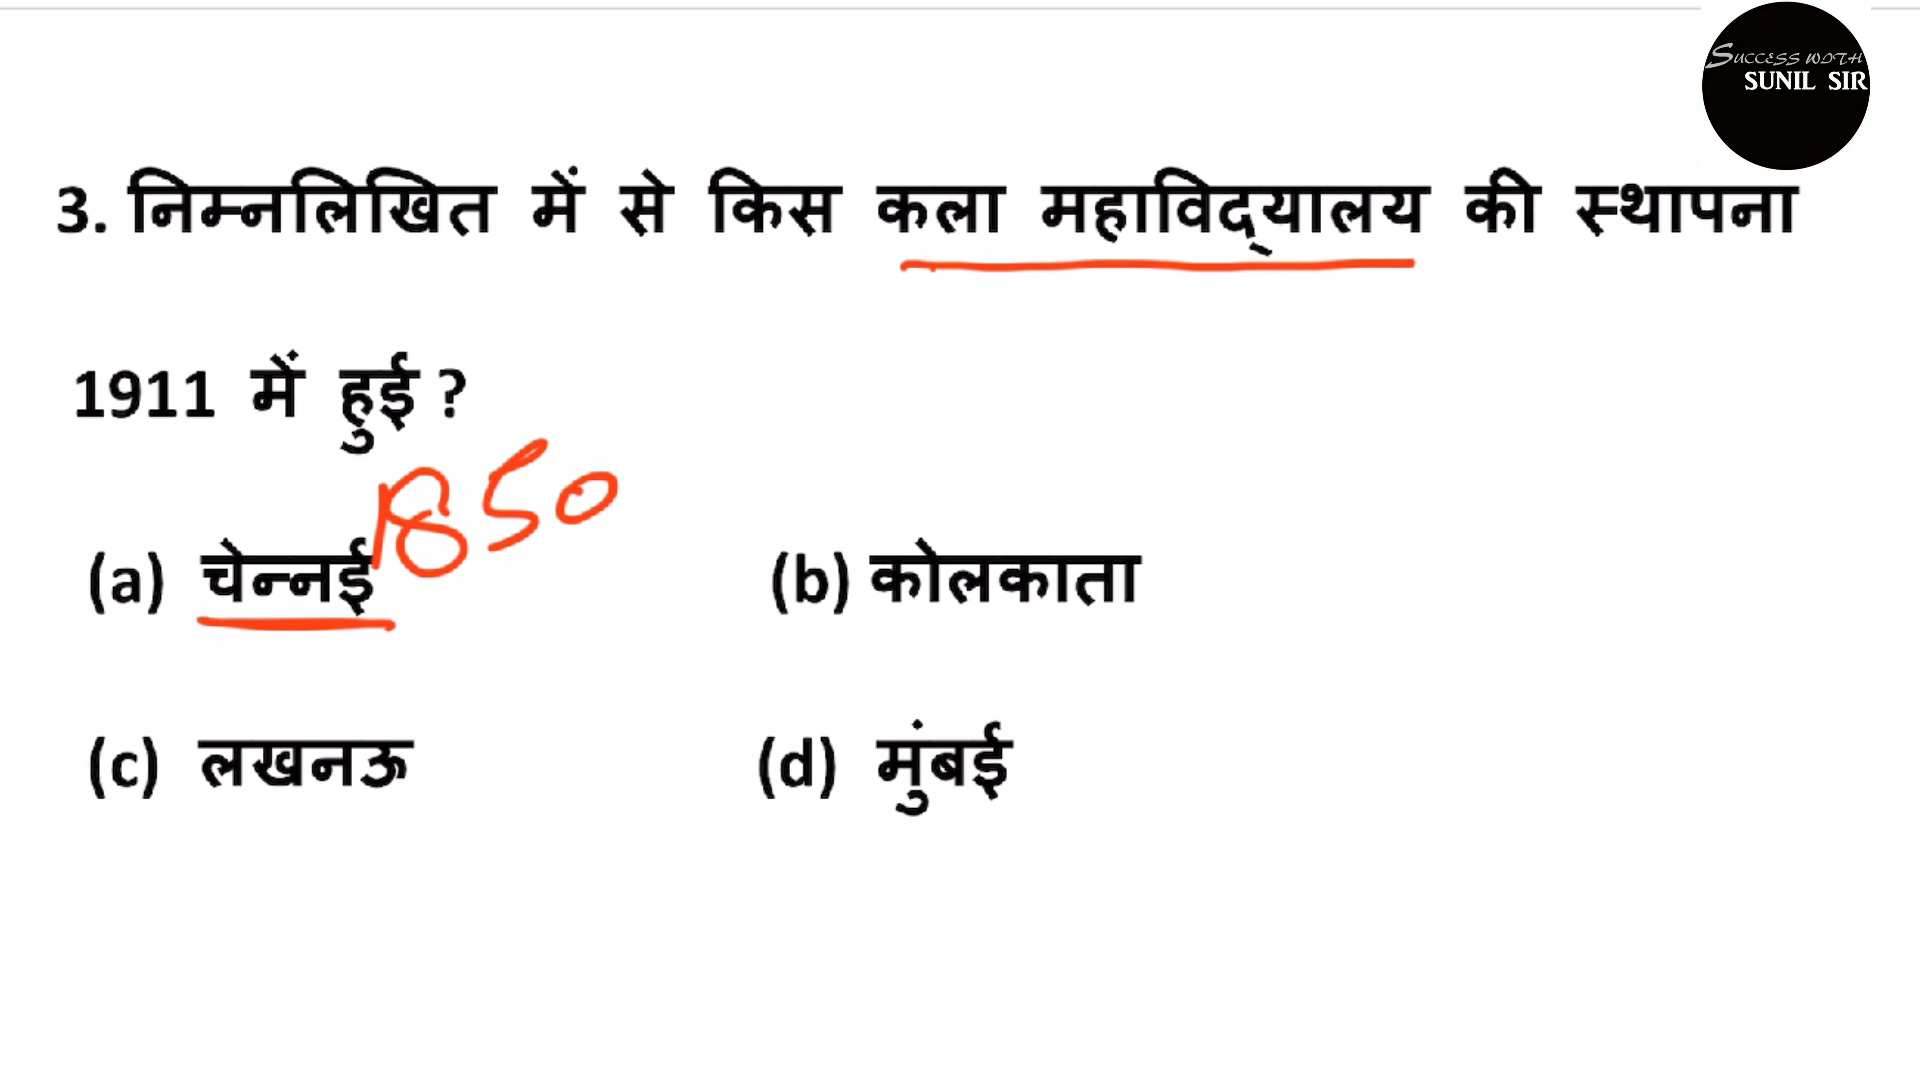 SUCCESS WITH
SUNIL SIR
3. निम्नलिखित में से किस कला महाविद्यालय की स्थापना
1911 में हुई ?
1850
(a) चेन्नई (b) कोलकाता
(c) लखनऊ (d) मुंबई